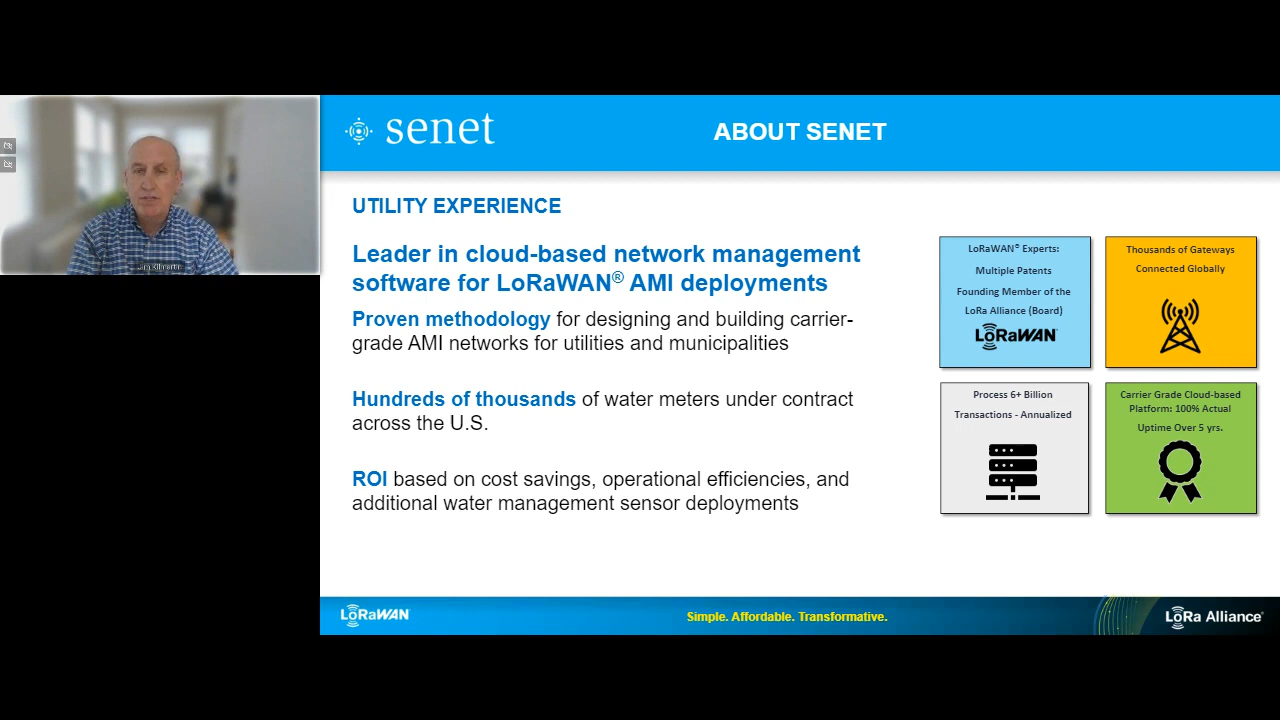 senet
ABOUT SENET
UTILITY EXPERIENCE
Leader in cloud-based network management
software for LoRaWAN® AMI deployments
Proven methodology for designing and building carrier-
grade AMI networks for utilities and municipalities
Hundreds of thousands of water meters under contract
across the U.S.
ROI based on cost savings, operational efficiencies, and
additional water management sensor deployments
LoRaWAN® Experts:
Multiple Patents
Founding Member of the
LoRa Alliance (Board)
LoRaWAN
Thousands of Gateways
Connected Globally
Process 6+ Billion
Transactions - Annualized
Carrier Grade Cloud-based
Platform: 100% Actual
Uptime Over 5 yrs.
Jim Kilmartin
LoRaWAN
Simple. Affordable. Transformative.
LoRa Alliance®